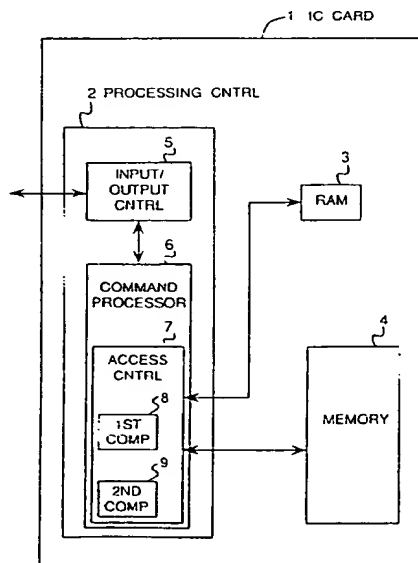 1 IC CARD
2 PROCESSING CNTRL
5
INPUT/
OUTPUT
CNTRL
3
RAM
6
COMMAND
PROCESSOR
7
ACCESS
CNTRL
8
1ST
COMP
9
2ND
COMP
4
MEMORY